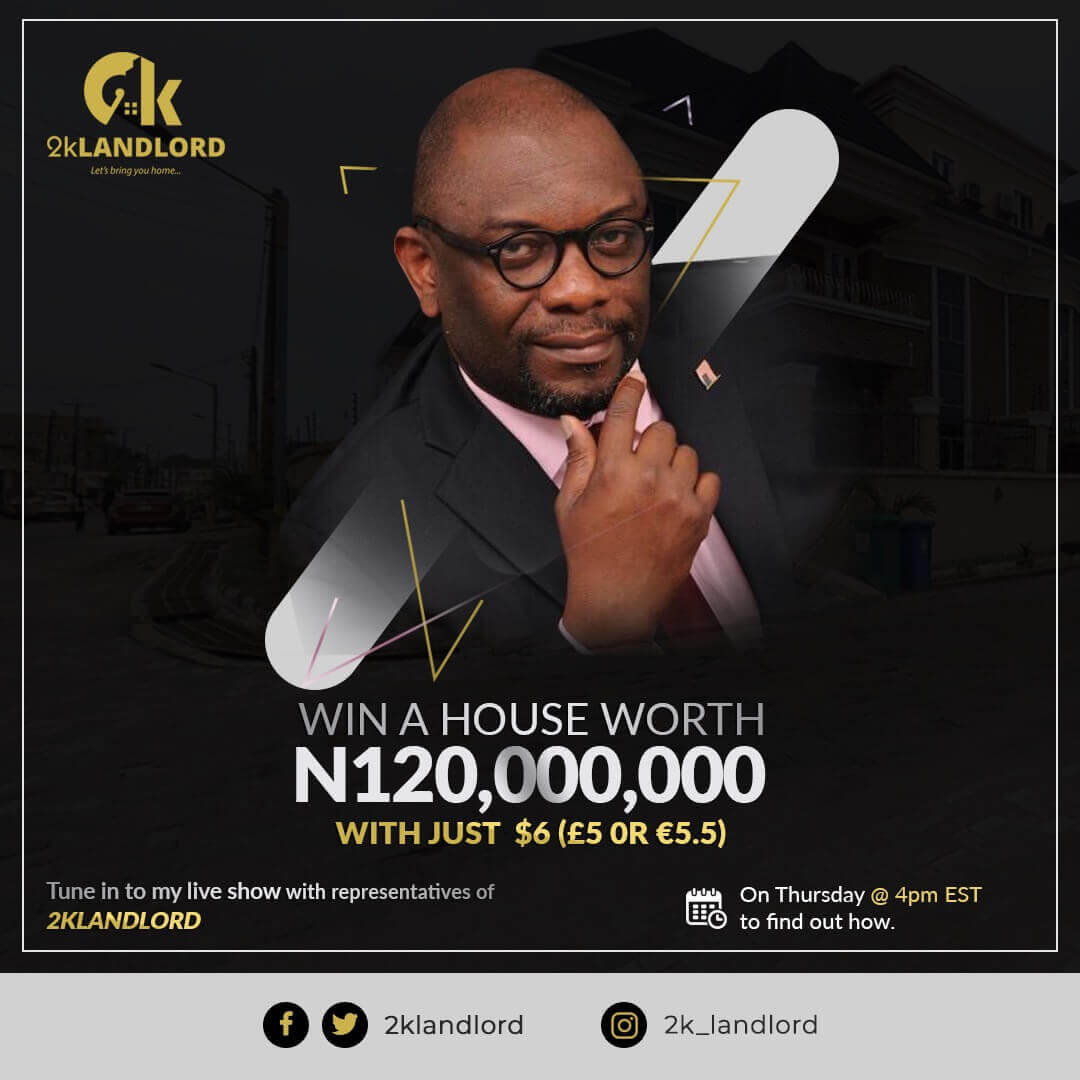 2kLANDLORD
Let's bring you home...
WIN A HOUSE WORTH
N120,000,000
WITH JUST $6 (£5 0R €5.5)
Tune in to my live show with representatives of
2KLANDLORD
On Thursday @ 4pm EST
to find out how.
2klandlord
2k_landlord